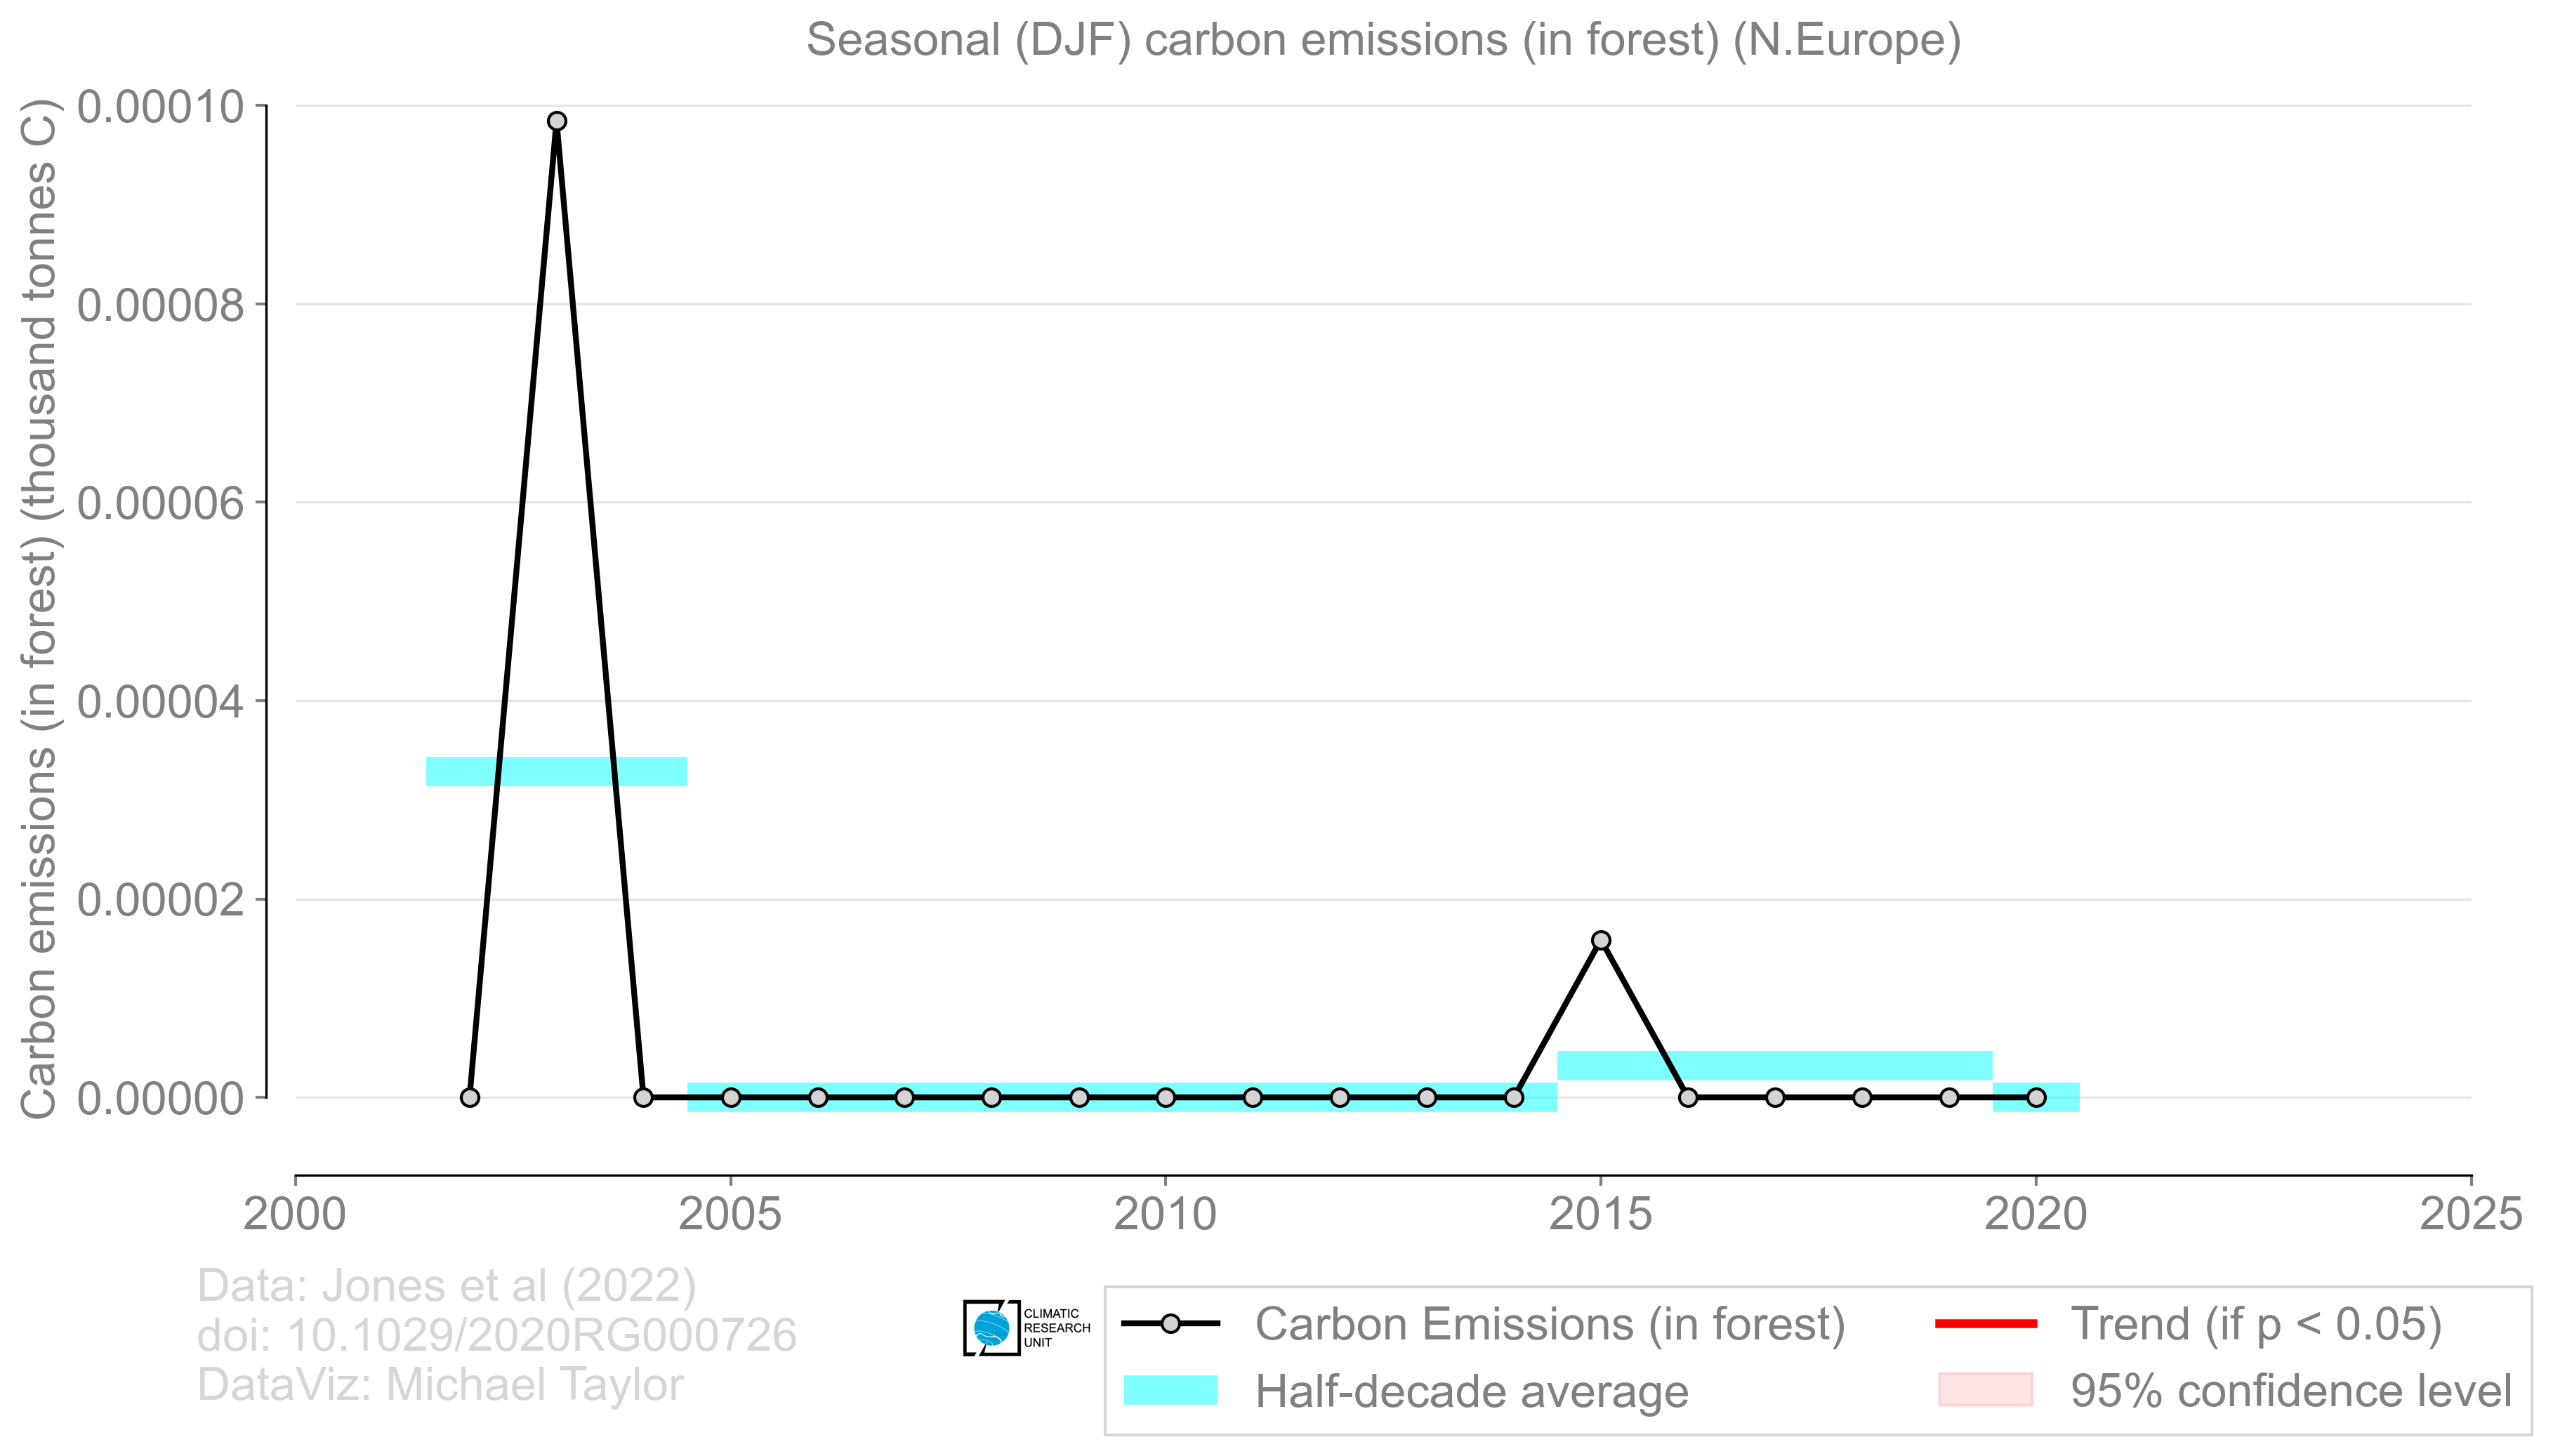 Seasonal (DJF) carbon emissions (in forest) (N.Europe)
Carbon emissions (in forest) (thousand tonnes C)
0.00010
0.00008
0.00006
0.00004
0.00002
0.00000
2000
2005
2010
2015
2020
2025
Data: Jones et al (2022)
doi: 10.1029/2020RG000726
DataViz: Michael Taylor
CLIMATIC
RESEARCH
UNIT
Carbon Emissions (in forest)
Half-decade average
Trend (if p < 0.05)
95% confidence level